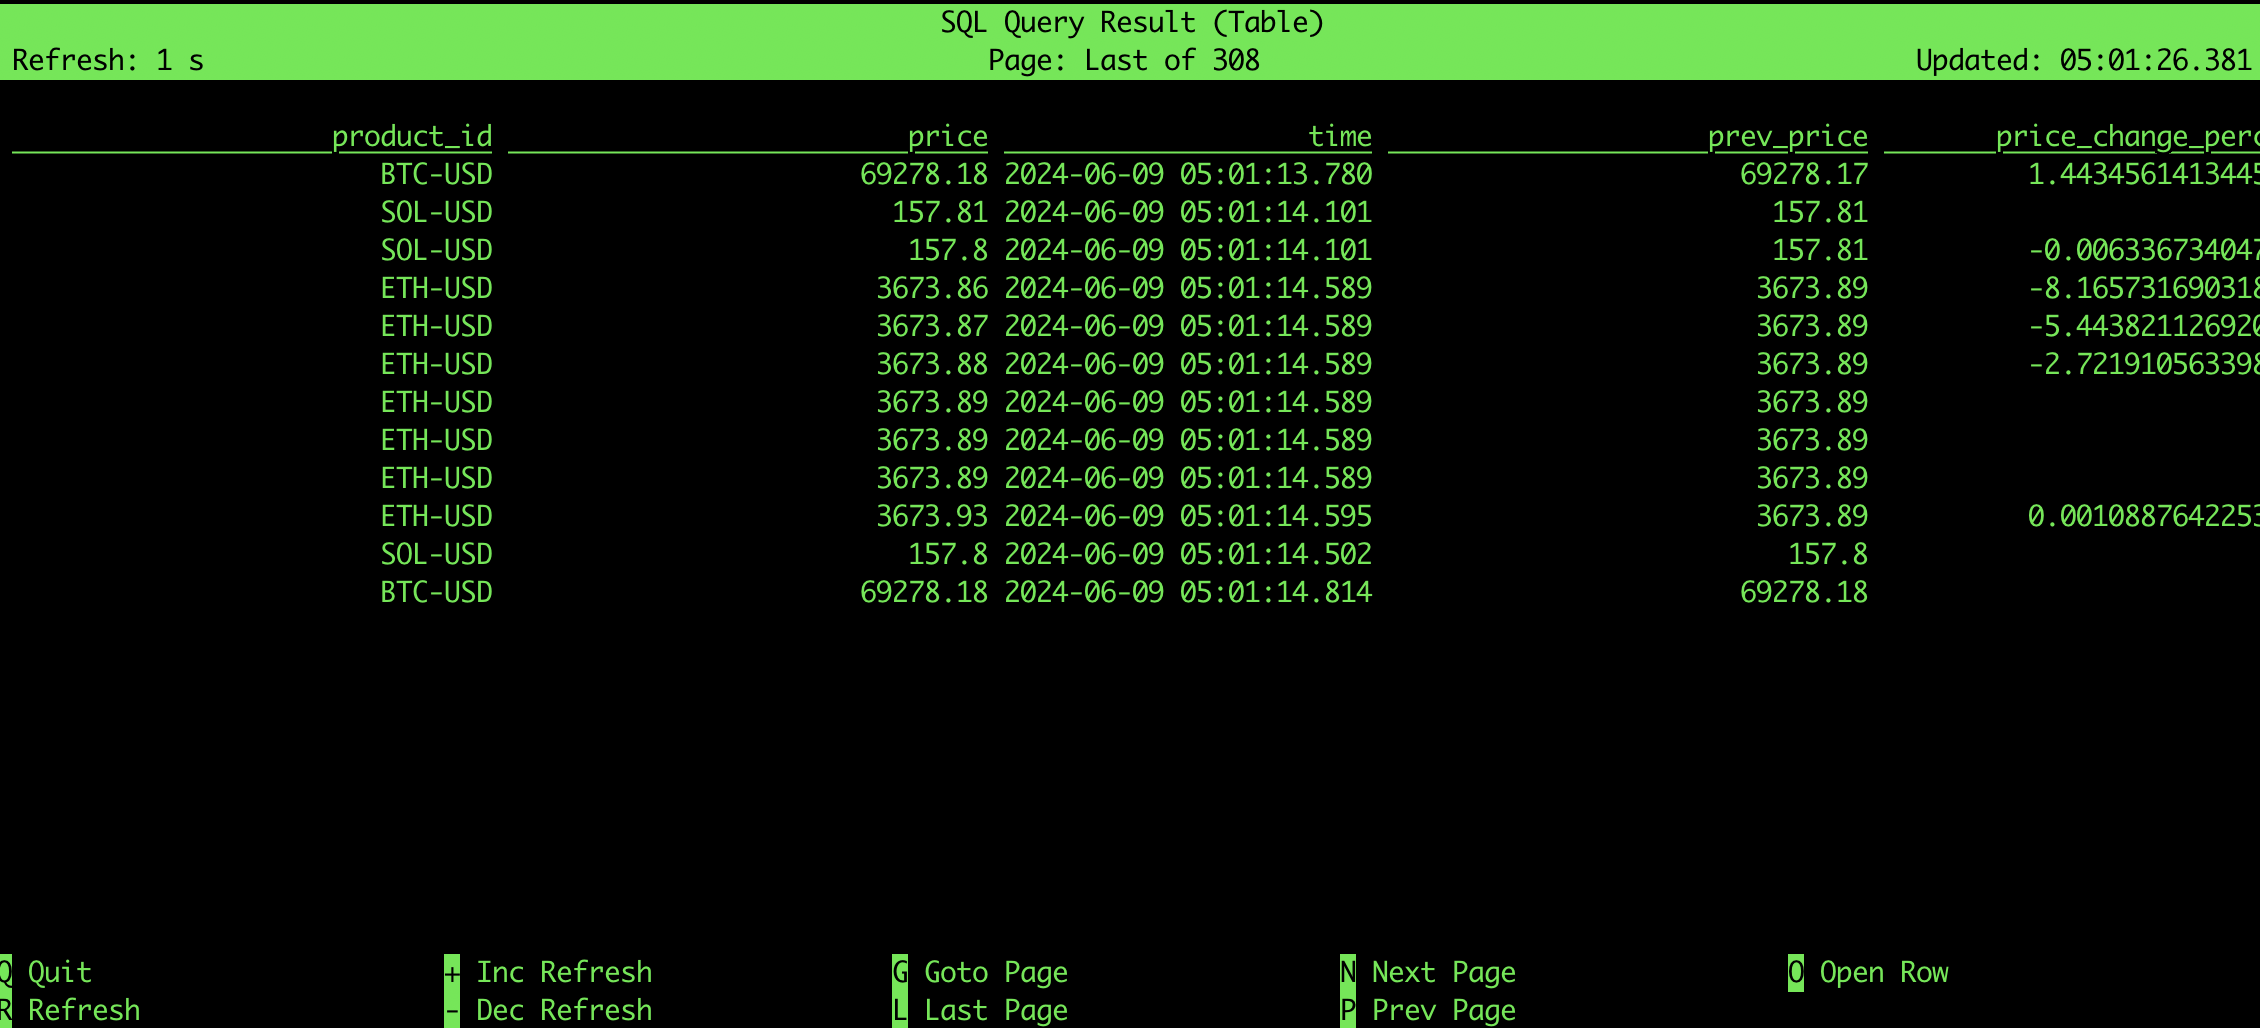 SQL Query Result (Table)
Refresh: 1 s Page: Last of 308 Updated: 05:01:26.381
product_id price time prev_price price_change_perc
BTC-USD 69278.18 2024-06-09 05:01:13.780 69278.17 1.4434561413445
SOL-USD 157.81 2024-06-09 05:01:14.101 157.81
SOL-USD 157.8 2024-06-09 05:01:14.101 157.81 -0.006336734047
ETH-USD 3673.86 2024-06-09 05:01:14.589 3673.89 -8.165731690318
ETH-USD 3673.87 2024-06-09 05:01:14.589 3673.89 -5.443821126920
ETH-USD 3673.88 2024-06-09 05:01:14.589 3673.89 -2.721910563398
ETH-USD 3673.89 2024-06-09 05:01:14.589 3673.89
ETH-USD 3673.89 2024-06-09 05:01:14.589 3673.89
ETH-USD 3673.89 2024-06-09 05:01:14.589 3673.89
ETH-USD 3673.93 2024-06-09 05:01:14.595 3673.89 0.0010887642253
SOL-USD 157.8 2024-06-09 05:01:14.502 157.8
BTC-USD 69278.18 2024-06-09 05:01:14.814 69278.18
Q Quit + Inc Refresh G Goto Page N Next Page O Open Row
R Refresh - Dec Refresh L Last Page P Prev Page